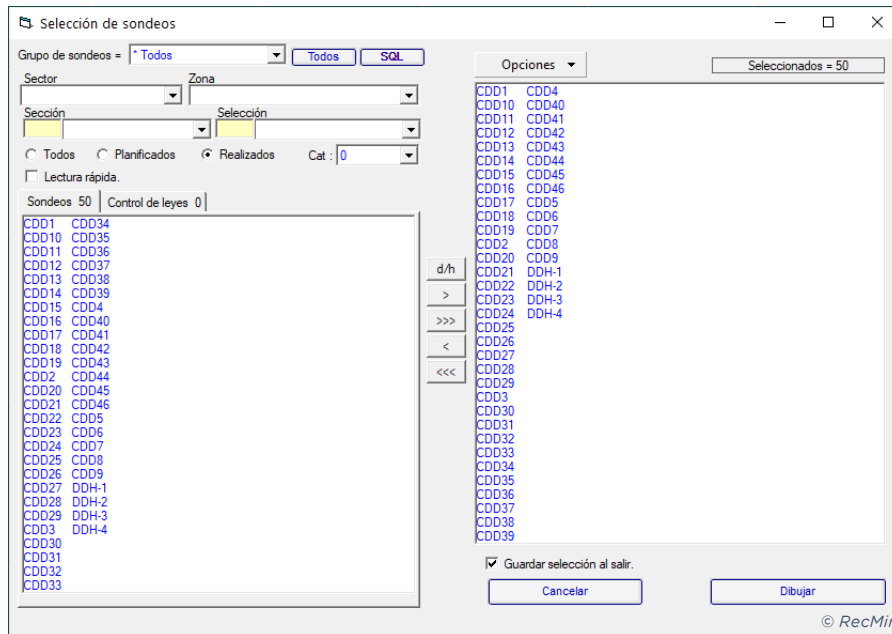 Selección de sondeos
Grupo de sondeos = * Todos Todos SQL
Sector Zona
Sección Selección
Todos Planificados Realizados Cat : 0
Lectura rápida.
Sondeos 50 Control de leyes 0
CDD1 CDD34
CDD10 CDD35
CDD11 CDD36
CDD12 CDD37
CDD13 CDD38
CDD14 CDD39
CDD15 CDD4
CDD16 CDD40
CDD17 CDD41
CDD18 CDD42
CDD19 CDD43
CDD2 CDD44
CDD20 CDD45
CDD21 CDD46
CDD22 CDD5
CDD23 CDD6
CDD24 CDD7
CDD25 CDD8
CDD26 CDD9
CDD27 DDH-1
CDD28 DDH-2
CDD29 DDH-3
CDD3 DDH-4
CDD30
CDD31
CDD32
CDD33
d/h
>
>>>
<
<<<
Opciones Seleccionados = 50
CDD1 CDD4
CDD10 CDD40
CDD11 CDD41
CDD12 CDD42
CDD13 CDD43
CDD14 CDD44
CDD15 CDD45
CDD16 CDD46
CDD17 CDD5
CDD18 CDD6
CDD19 CDD7
CDD2 CDD8
CDD20 CDD9
CDD21 DDH-1
CDD22 DDH-2
CDD23 DDH-3
CDD24 DDH-4
CDD25
CDD26
CDD27
CDD28
CDD29
CDD3
CDD30
CDD31
CDD32
CDD33
CDD34
CDD35
CDD36
CDD37
CDD38
CDD39
Guardar selección al salir.
Cancelar Dibujar
© RecMin